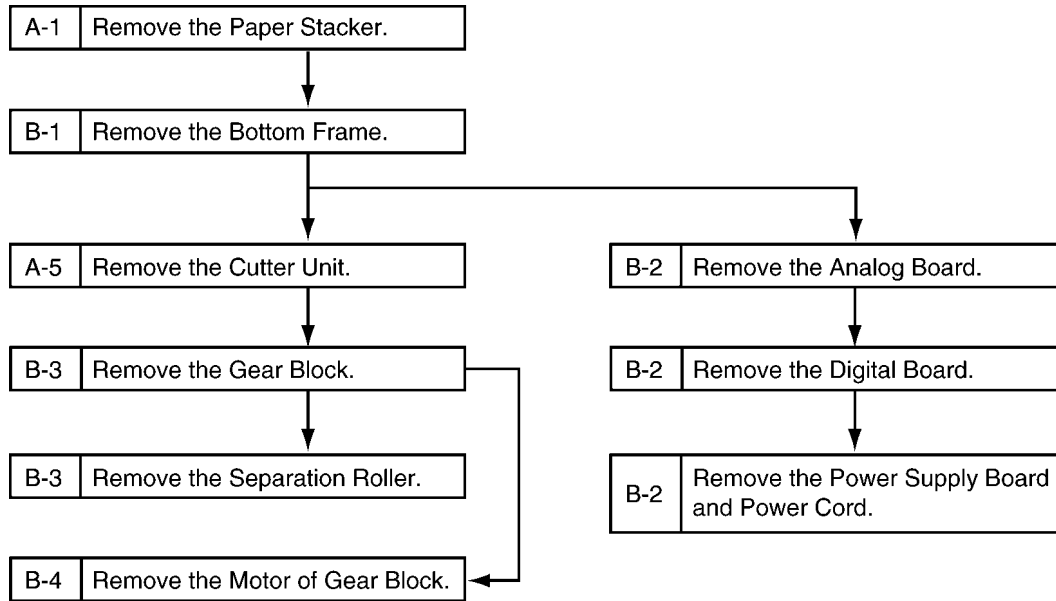 A-1 Remove the Paper Stacker.
B-1 Remove the Bottom Frame.
A-5 Remove the Cutter Unit.
B-3 Remove the Gear Block.
B-3 Remove the Separation Roller.
B-4 Remove the Motor of Gear Block.
B-2 Remove the Analog Board.
B-2 Remove the Digital Board.
B-2 Remove the Power Supply Board
and Power Cord.